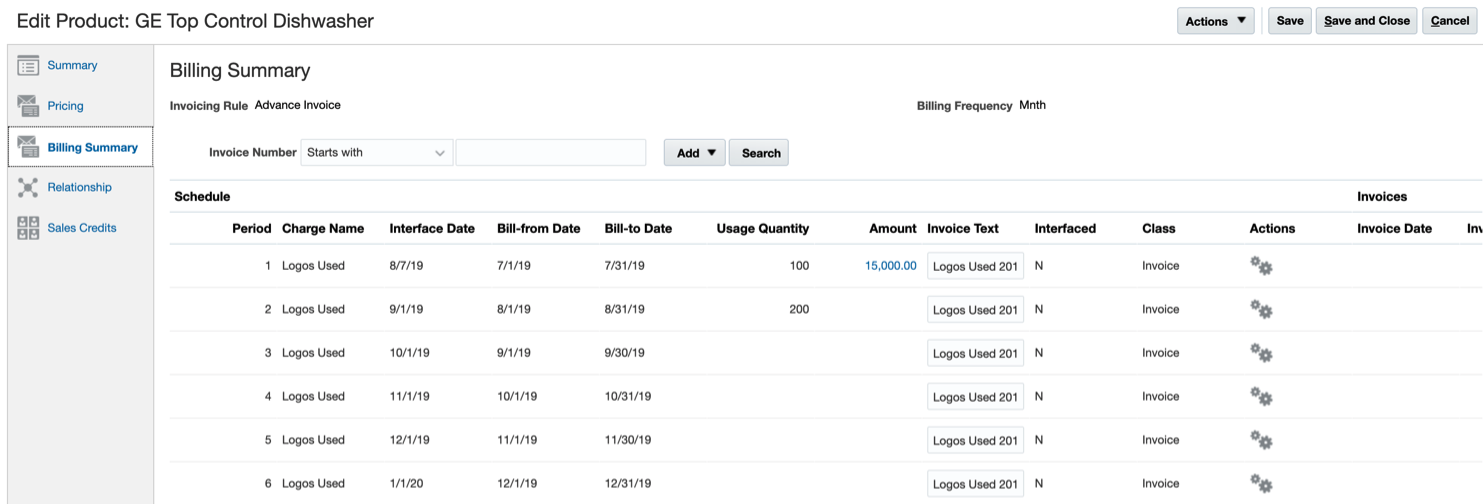 Edit Product: GE Top Control Dishwasher
Actions Save Save and Close Cancel
Summary
Pricing
Billing Summary
Relationship
Sales Credits
Billing Summary
Invoicing Rule Advance Invoice Billing Frequency Mnth
Invoice Number Starts with Add Search
Schedule Invoices
Period Charge Name Interface Date Bill-from Date Bill-to Date Usage Quantity Amount Invoice Text Interfaced Class Actions Invoice Date Inv
1 Logos Used 8/7/19 7/1/19 7/31/19 100 15,000.00 Logos Used 201 N Invoice
2 Logos Used 9/1/19 8/1/19 8/31/19 200 Logos Used 201 N Invoice
3 Logos Used 10/1/19 9/1/19 9/30/19 Logos Used 201 N Invoice
4 Logos Used 11/1/19 10/1/19 10/31/19 Logos Used 201 N Invoice
5 Logos Used 12/1/19 11/1/19 11/30/19 Logos Used 201 N Invoice
6 Logos Used 1/1/20 12/1/19 12/31/19 Logos Used 201 N Invoice